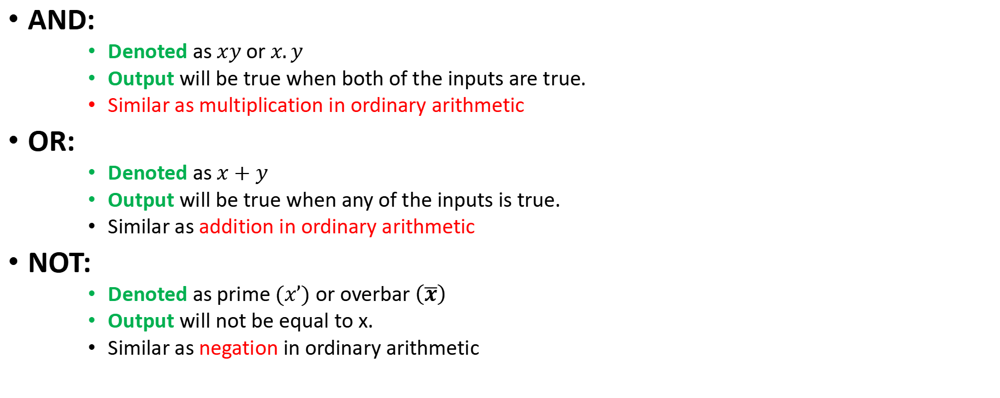 • AND:
• Denoted as 𝑥𝑦 or 𝑥. 𝑦
• Output will be true when both of the inputs are true.
• Similar as multiplication in ordinary arithmetic
• OR:
• Denoted as 𝑥 + 𝑦
• Output will be true when any of the inputs is true.
• Similar as addition in ordinary arithmetic
• NOT:
• Denoted as prime (𝑥’) or overbar (𝒙̅)
• Output will not be equal to x.
• Similar as negation in ordinary arithmetic